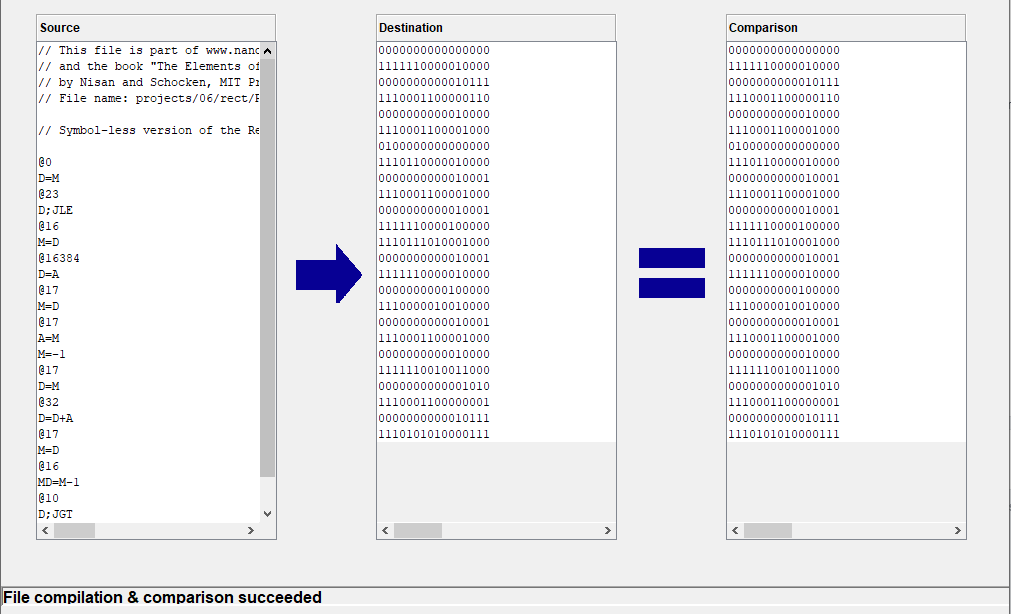 Source
// This file is part of www.nand
// and the book "The Elements of
// by Nisan and Schocken, MIT Pr
// File name: projects/06/rect/
// Symbol-less version of the Re
@0
D=M
@23
D;JLE
@16
M=D
@16384
D=A
@17
M=D
@17
A=M
M=-1
@17
D=M
@32
D=D+A
@17
M=D
@16
MD=M-1
@10
D;JGT
Destination
0000000000000000
1111110000010000
0000000000010111
1110001100000110
0000000000010000
1110001100001000
0100000000000000
1110110000010000
0000000000010001
1110001100001000
0000000000010001
1111110000100000
1110111010001000
0000000000010001
1111110000010000
0000000000100000
1110000010010000
0000000000010001
1110001100001000
0000000000010000
1111110010011000
0000000000001010
1110001100000001
0000000000010111
1110101010000111
Comparison
0000000000000000
1111110000010000
0000000000010111
1110001100000110
0000000000010000
1110001100001000
0100000000000000
1110110000010000
0000000000010001
1110001100001000
0000000000010001
1111110000100000
1110111010001000
0000000000010001
1111110000010000
0000000000100000
1110000010010000
0000000000010001
1110001100001000
0000000000010000
1111110010011000
0000000000001010
1110001100000001
0000000000010111
1110101010000111
File compilation & comparison succeeded